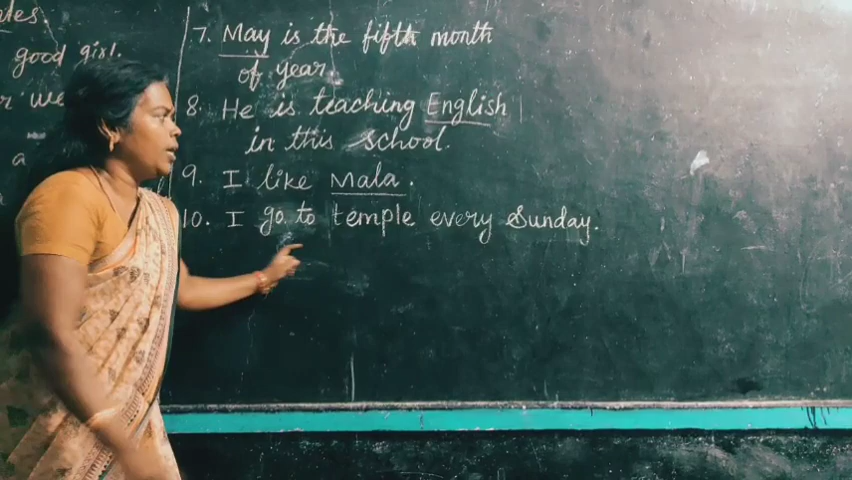 good girl.
7. May is the fifth month
of year.
8. He is teaching English
in this school.
9. I like Mala.
10. I go to temple every Sunday.